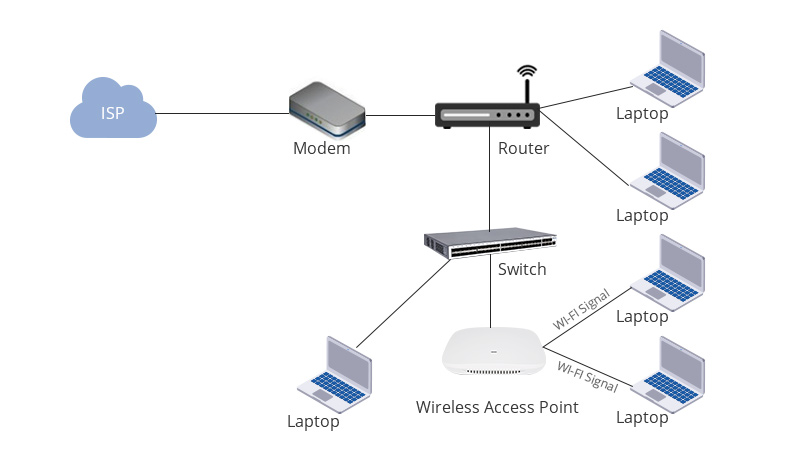 ISP
Modem
Router
Laptop
Laptop
Switch
WI-FI Signal
Laptop
WI-FI Signal
Laptop
Wireless Access Point
Laptop